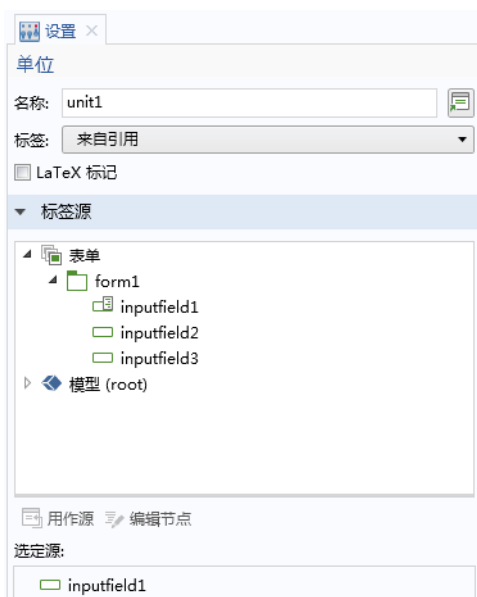 设置
单位
名称: unit1
标签: 来自引用
LaTeX 标记
标签源
表单
form1
inputfield1
inputfield2
inputfield3
模型 (root)
用作源 编辑节点
选定源:
inputfield1